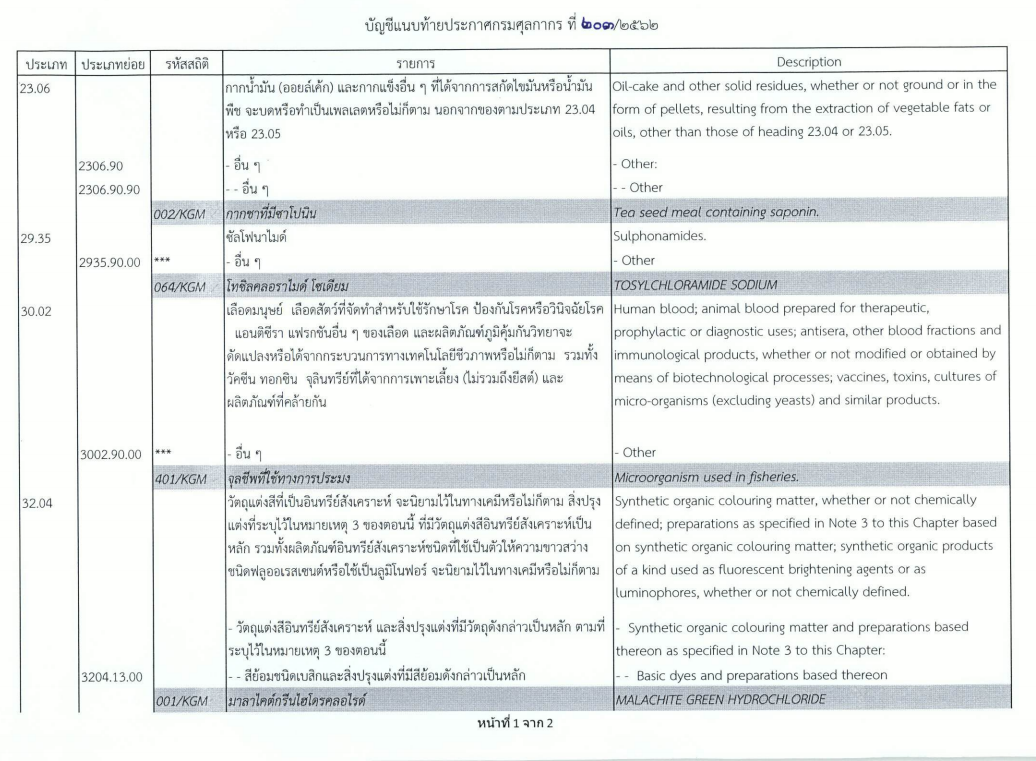 บัญชีแนบท้ายประกาศกรมศุลกากร ที่ ๒๐๓/๒๕๖๒
ประเภท ประเภทย่อย รหัสสถิติ รายการ Description
23.06 กากน้ำมัน (ออยล์เค้ก) และกากแข็งอื่น ๆ ที่ได้จากการสกัดไขมันหรือน้ำมัน Oil-cake and other solid residues, whether or not ground or in the
พืช จะบดหรือทำเป็นเพลเลตหรือไม่ก็ตาม นอกจากของตามประเภท 23.04 form of pellets, resulting from the extraction of vegetable fats or
หรือ 23.05 oils, other than those of heading 23.04 or 23.05.
2306.90 - อื่น ๆ - Other:
2306.90.90 - - อื่น ๆ - - Other
002/KGM กากชาที่มีซาโปนิน Tea seed meal containing saponin.
29.35 ซัลโฟนาไมด์ Sulphonamides.
2935.90.00 *** - อื่น ๆ - Other
064/KGM โทซิลคลอราไมด์ โซเดียม TOSYLCHLORAMIDE SODIUM
30.02 เลือดมนุษย์ เลือดสัตว์ที่จัดทำสำหรับใช้รักษาโรค ป้องกันโรคหรือวินิจฉัยโรค Human blood; animal blood prepared for therapeutic,
แอนติซีรา แฟรกชันอื่น ๆ ของเลือด และผลิตภัณฑ์ภูมิคุ้มกันวิทยาจะ prophylactic or diagnostic uses; antisera, other blood fractions and
ดัดแปลงหรือได้จากกระบวนการทางเทคโนโลยีชีวภาพหรือไม่ก็ตาม รวมทั้ง immunological products, whether or not modified or obtained by
วัคซีน ทอกซิน จุลินทรีย์ที่ได้จากการเพาะเลี้ยง (ไม่รวมถึงยีสต์) และ means of biotechnological processes; vaccines, toxins, cultures of
ผลิตภัณฑ์ที่คล้ายกัน micro-organisms (excluding yeasts) and similar products.
3002.90.00 *** - อื่น ๆ - Other
401/KGM จุลชีพที่ใช้ทางการประมง Microorganism used in fisheries.
32.04 วัตถุแต่งสีที่เป็นอินทรีย์สังเคราะห์ จะนิยามไว้ในทางเคมีหรือไม่ก็ตาม สิ่งปรุง Synthetic organic colouring matter, whether or not chemically
แต่งที่ระบุไว้ในหมายเหตุ 3 ของตอนนี้ ที่มีวัตถุแต่งสีอินทรีย์สังเคราะห์เป็น defined; preparations as specified in Note 3 to this Chapter based
หลัก รวมทั้งผลิตภัณฑ์อินทรีย์สังเคราะห์ชนิดที่ใช้เป็นตัวให้ความขาวสว่าง on synthetic organic colouring matter; synthetic organic products
ชนิดฟลูออเรสเซนต์หรือใช้เป็นลูมิโนฟอร์ จะนิยามไว้ในทางเคมีหรือไม่ก็ตาม of a kind used as fluorescent brightening agents or as
luminophores, whether or not chemically defined.
- วัตถุแต่งสีอินทรีย์สังเคราะห์ และสิ่งปรุงแต่งที่มีวัตถุดังกล่าวเป็นหลัก ตามที่ - Synthetic organic colouring matter and preparations based
ระบุไว้ในหมายเหตุ 3 ของตอนนี้ thereon as specified in Note 3 to this Chapter:
3204.13.00 - - สีย้อมชนิดเบสิกและสิ่งปรุงแต่งที่มีสีย้อมดังกล่าวเป็นหลัก - - Basic dyes and preparations based thereon
001/KGM มาลาไคต์กรีนไฮโดรคลอไรด์ MALACHITE GREEN HYDROCHLORIDE
หน้าที่ 1 จาก 2